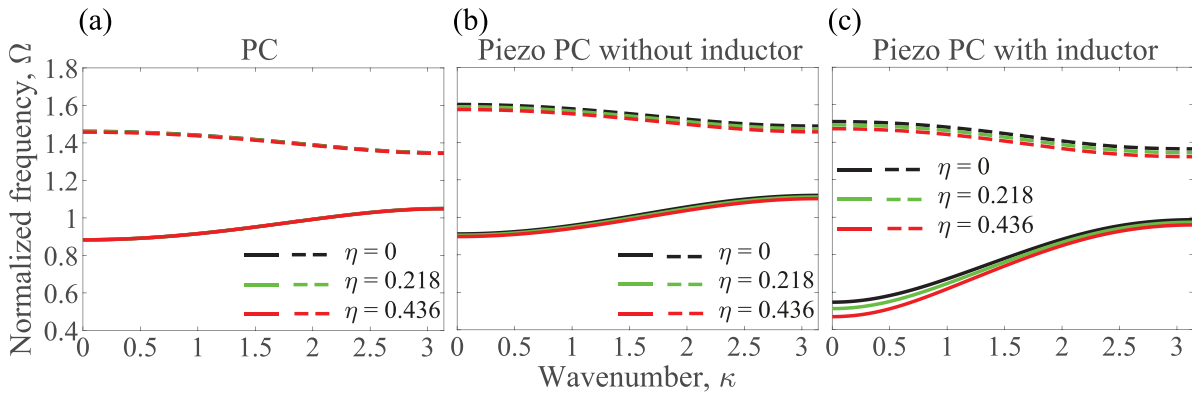 (a)
PC
(b)
Piezo PC without inductor
(c)
Piezo PC with inductor
Normalized frequency, Ω
1.8
1.6
1.4
1.2
1
0.8
0.6
0.4
η = 0
η = 0.218
η = 0.436
0 0.5 1 1.5 2 2.5 3
η = 0
η = 0.218
η = 0.436
0 0.5 1 1.5 2 2.5 3
η = 0
η = 0.218
η = 0.436
0 0.5 1 1.5 2 2.5 3
Wavenumber, κ